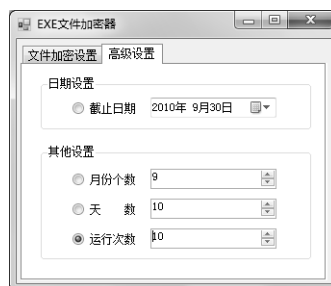 EXE文件加密器
文件加密设置 高级设置
日期设置
截止日期 2010年 9月30日
其他设置
月份个数 9
天 数 10
运行次数 10